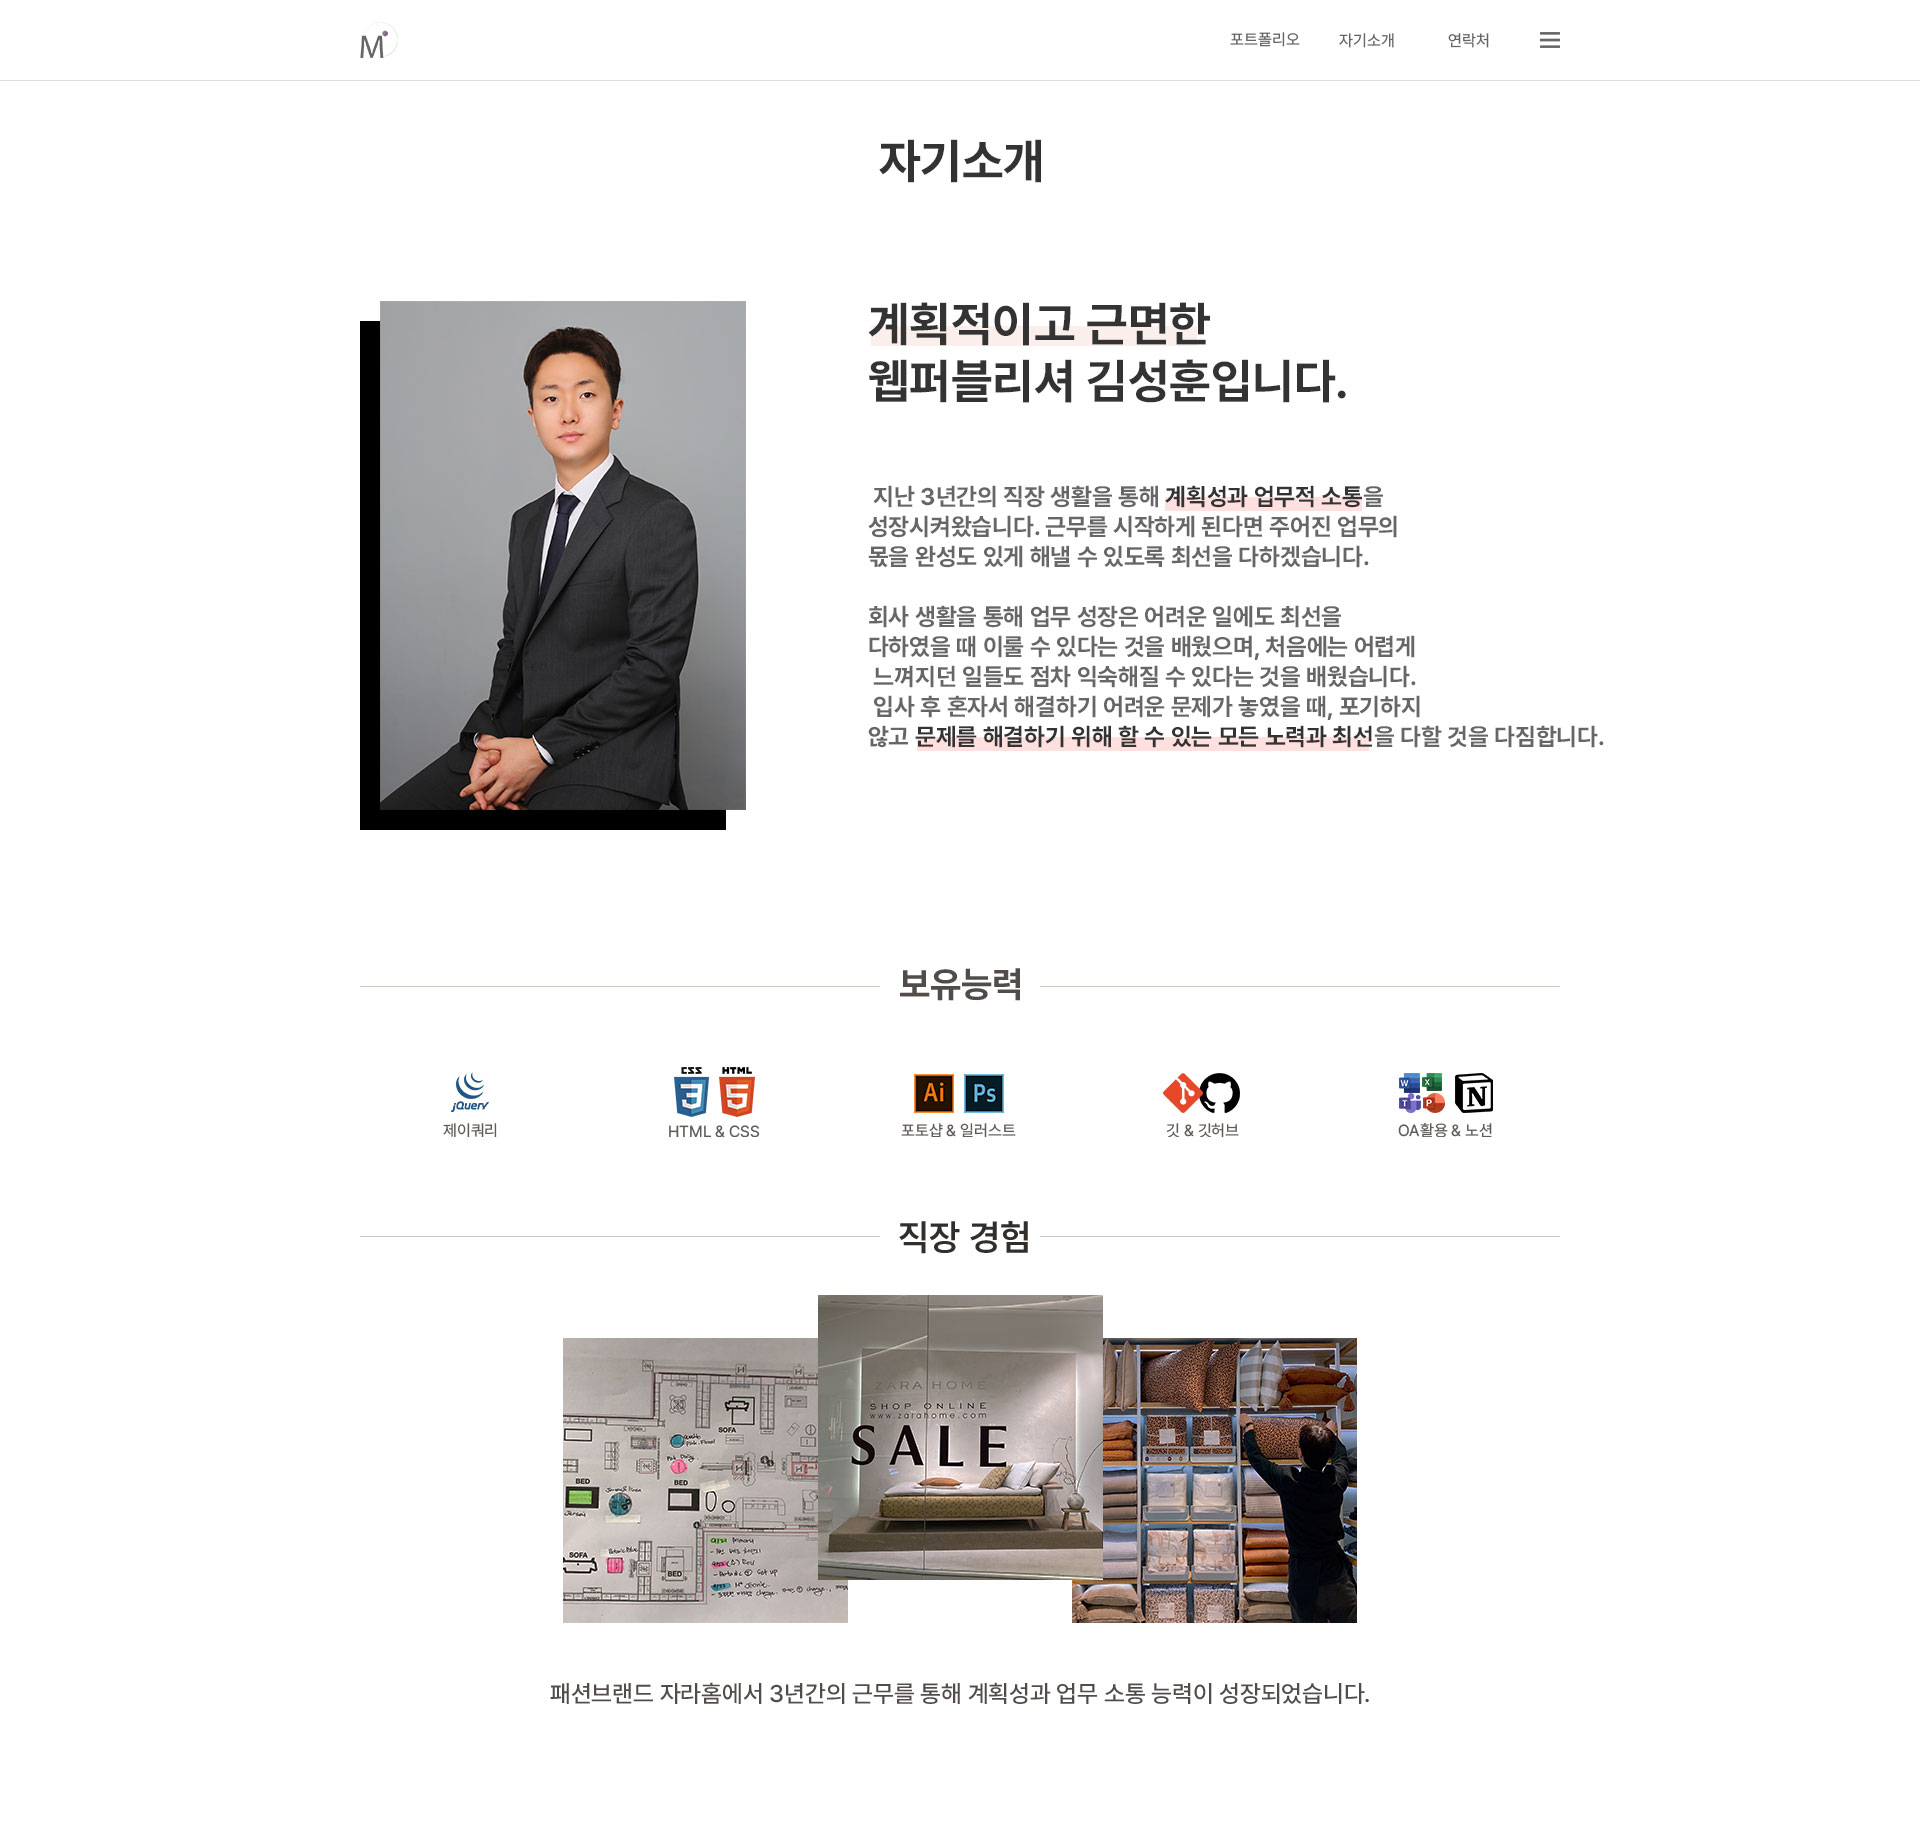 M
포트폴리오 자기소개 연락처
자기소개
계획적이고 근면한
웹퍼블리셔 김성훈입니다.
지난 3년간의 직장 생활을 통해 계획성과 업무적 소통을
성장시켜왔습니다. 근무를 시작하게 된다면 주어진 업무의
몫을 완성도 있게 해낼 수 있도록 최선을 다하겠습니다.
회사 생활을 통해 업무 성장은 어려운 일에도 최선을
다하였을 때 이룰 수 있다는 것을 배웠으며, 처음에는 어렵게
느껴지던 일들도 점차 익숙해질 수 있다는 것을 배웠습니다.
입사 후 혼자서 해결하기 어려운 문제가 놓였을 때, 포기하지
않고 문제를 해결하기 위해 할 수 있는 모든 노력과 최선을 다할 것을 다짐합니다.
보유능력
jQuery
CSS 3 HTML 5
Ai Ps
W X T P N
제이쿼리
HTML & CSS
포토샵 & 일러스트
깃 & 깃허브
OA활용 & 노션
직장 경험
SOFA
BED
BED
SOFA
BED
ZARA HOME
SHOP ONLINE
www.zarahome.com
SALE
패션브랜드 자라홈에서 3년간의 근무를 통해 계획성과 업무 소통 능력이 성장되었습니다.